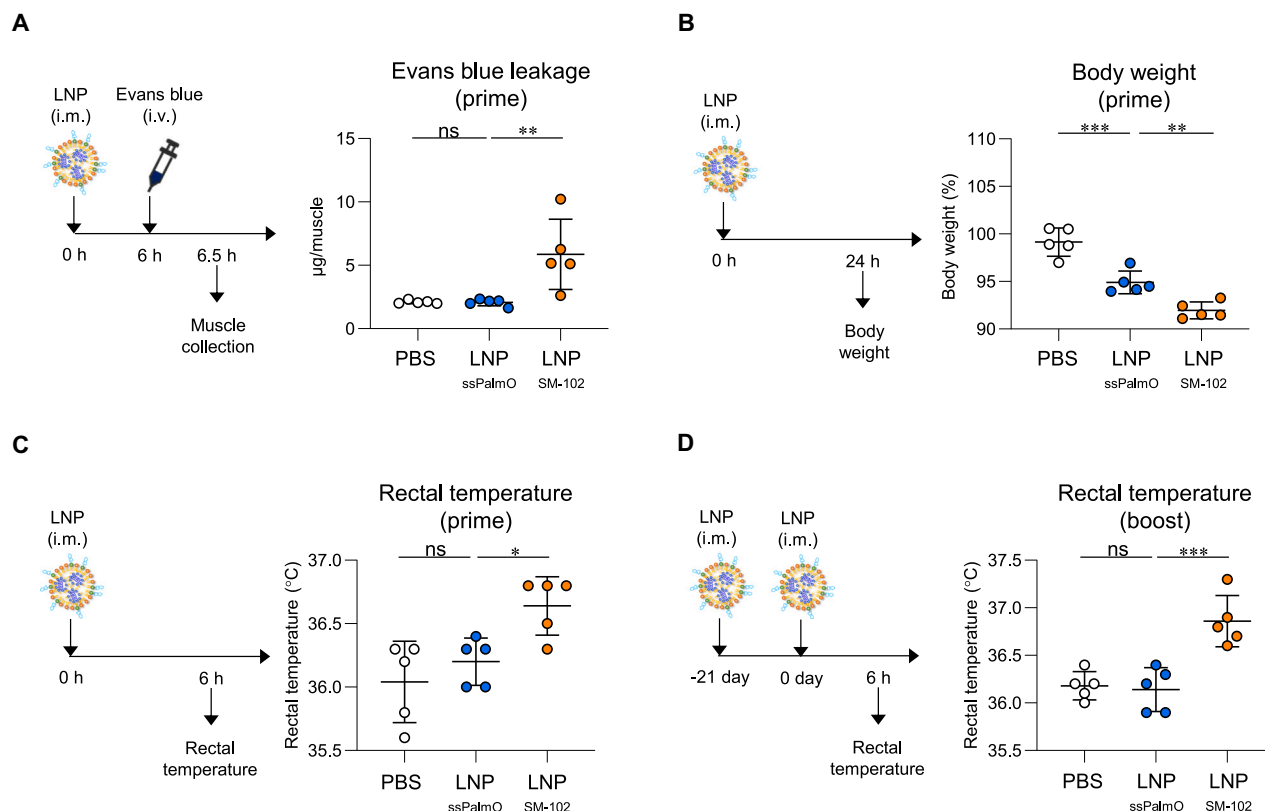 A
LNP
(i.m.)
Evans blue
(i.v.)
0 h
6 h
6.5 h
Muscle
collection
Evans blue leakage
(prime)
ns
**
15
10
5
0
µg/muscle
PBS
LNP
ssPalmO
LNP
SM-102
B
LNP
(i.m.)
0 h
24 h
Body
weight
Body weight
(prime)
***
**
110
105
100
95
90
Body weight (%)
PBS
LNP
ssPalmO
LNP
SM-102
C
LNP
(i.m.)
0 h
6 h
Rectal
temperature
Rectal temperature
(prime)
ns
*
37.0
36.5
36.0
35.5
Rectal temperature (°C)
PBS
LNP
ssPalmO
LNP
SM-102
D
LNP
(i.m.)
LNP
(i.m.)
-21 day
0 day
6 h
Rectal
temperature
Rectal temperature
(boost)
ns
***
37.5
37.0
36.5
36.0
35.5
Rectal temperature (°C)
PBS
LNP
ssPalmO
LNP
SM-102